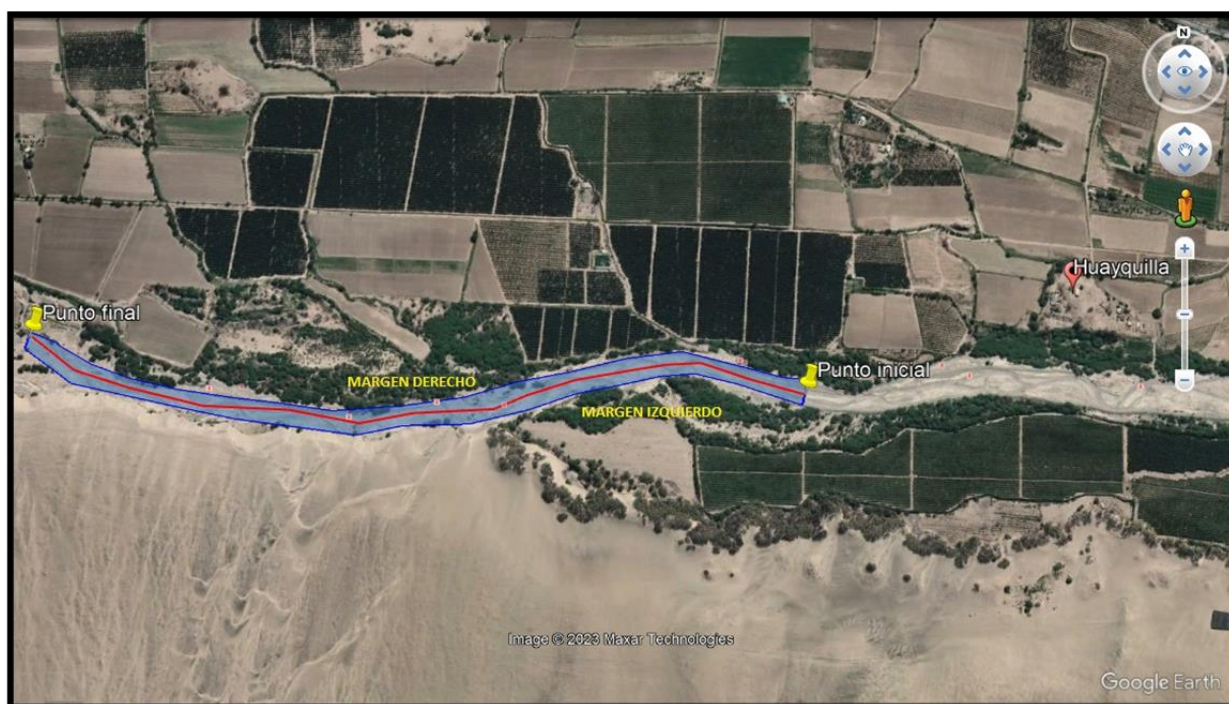 N
Huayquilla
Punto final
Punto inicial
MARGEN DERECHO
MARGEN IZQUIERDO
Image © 2023 Maxar Technologies
Google Earth